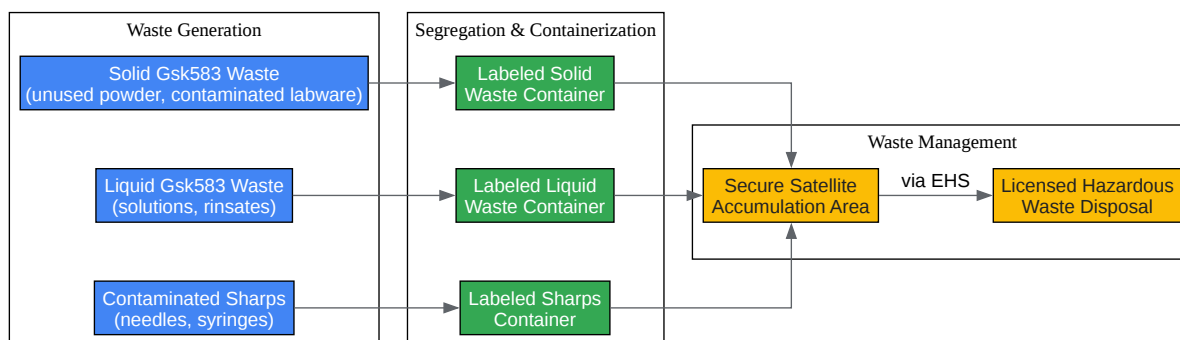 Waste Generation
Solid Gsk583 Waste
(unused powder, contaminated labware)
Liquid Gsk583 Waste
(solutions, rinsates)
Contaminated Sharps
(needles, syringes)
Segregation & Containerization
Labeled Solid
Waste Container
Labeled Liquid
Waste Container
Labeled Sharps
Container
Waste Management
Secure Satellite
Accumulation Area
via EHS
Licensed Hazardous
Waste Disposal